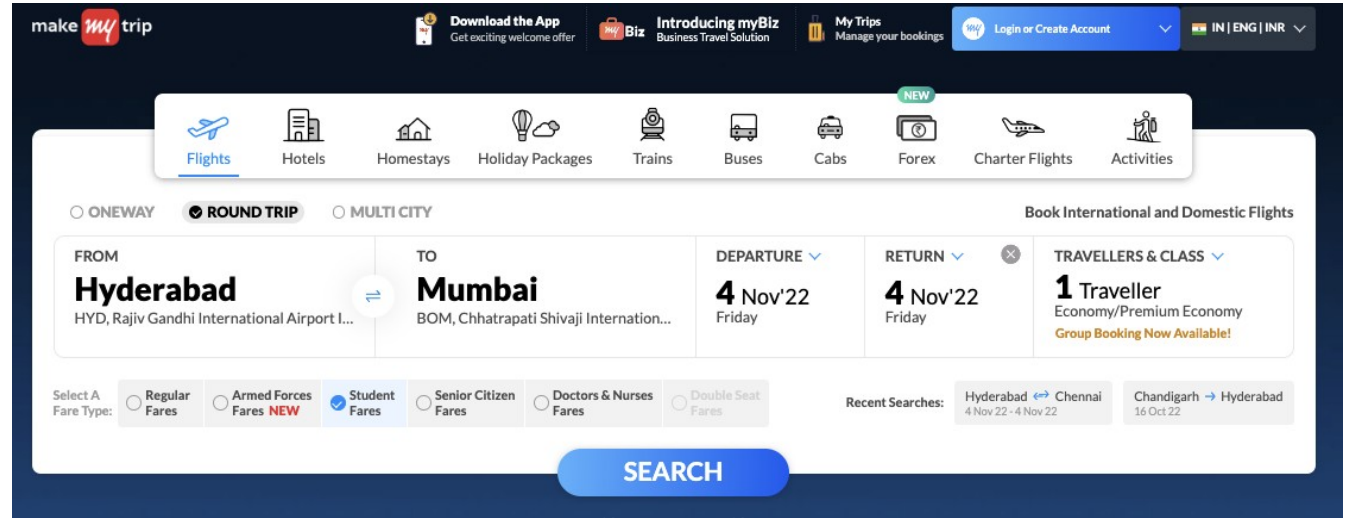 make my trip
Download the App
Get exciting welcome offer
my Biz
Introducing myBiz
Business Travel Solution
My Trips
Manage your bookings
my Login or Create Account
IN | ENG | INR
NEW
Flights
Hotels
Homestays
Holiday Packages
Trains
Buses
Cabs
Forex
Charter Flights
Activities
ONEWAY
ROUND TRIP
MULTI CITY
Book International and Domestic Flights
FROM
Hyderabad
HYD, Rajiv Gandhi International Airport I...
TO
Mumbai
BOM, Chhatrapati Shivaji Internation...
DEPARTURE
4 Nov'22
Friday
RETURN
4 Nov'22
Friday
TRAVELLERS & CLASS
1 Traveller
Economy/Premium Economy
Group Booking Now Available!
Select A
Fare Type:
Regular
Fares
Armed Forces
Fares NEW
Student
Fares
Senior Citizen
Fares
Doctors & Nurses
Fares
Double Seat
Fares
Recent Searches:
Hyderabad ↔ Chennai
4 Nov 22 - 4 Nov 22
Chandigarh → Hyderabad
16 Oct 22
SEARCH